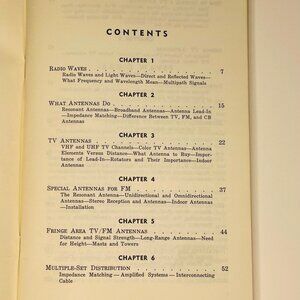 CONTENTS
CHAPTER 1
RADIO WAVES 7
Radio Waves and Light Waves—Direct and Reflected Waves—
What Frequency and Wavelength Mean—Multipath Signals
CHAPTER 2
WHAT ANTENNAS DO 15
Resonant Antennas—Broadband Antennas—Antenna Lead-In
—Impedance Matching—Difference Between TV, FM, and CB
Antennas
CHAPTER 3
TV ANTENNAS 22
VHF and UHF TV Channels—Color TV Antennas—Antenna
Elements Versus Distance—What Antenna to Buy—Impor-
tance of Lead-In—Rotators and Their Importance—Indoor
Antennas
CHAPTER 4
SPECIAL ANTENNAS FOR FM 37
The Resonant Antenna—Unidirectional and Omnidirectional
Antennas—Stereo Reception and Antennas—Indoor Antennas
—Installation
CHAPTER 5
FRINGE AREA TV/FM ANTENNAS 44
Distance and Signal Strength—Long-Range Antennas—Need
for Height—Masts and Towers
CHAPTER 6
MULTIPLE-SET DISTRIBUTION 52
Impedance Matching—Amplified Systems—Interconnecting
Cable